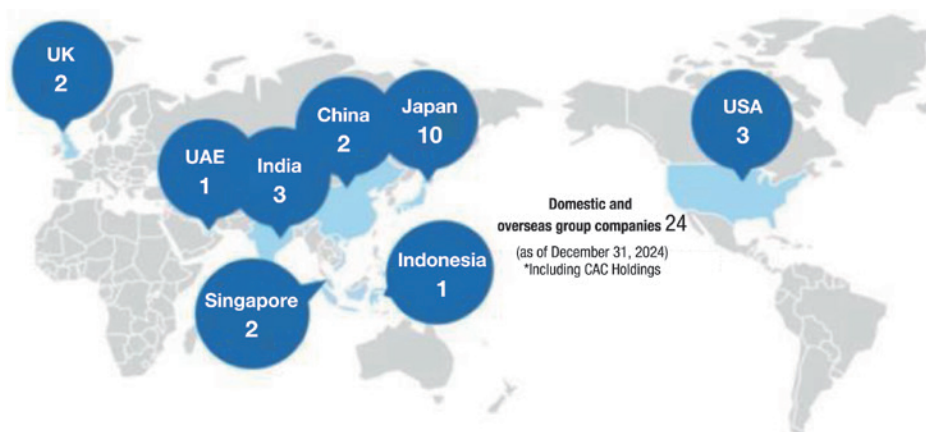 UK
2
UAE
1
India
3
China
2
Japan
10
USA
3
Singapore
2
Indonesia
1
Domestic and
overseas group companies 24
(as of December 31, 2024)
*Including CAC Holdings